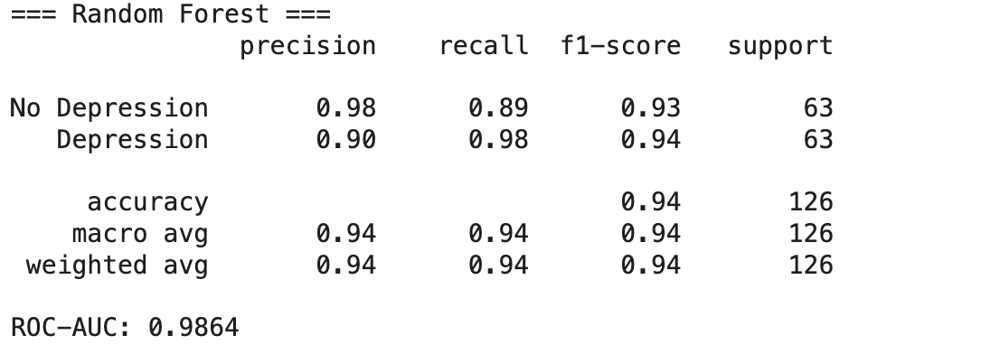 === Random Forest ===
precision recall f1-score support
No Depression 0.98 0.89 0.93 63
Depression 0.90 0.98 0.94 63
accuracy 0.94 126
macro avg 0.94 0.94 0.94 126
weighted avg 0.94 0.94 0.94 126
ROC-AUC: 0.9864